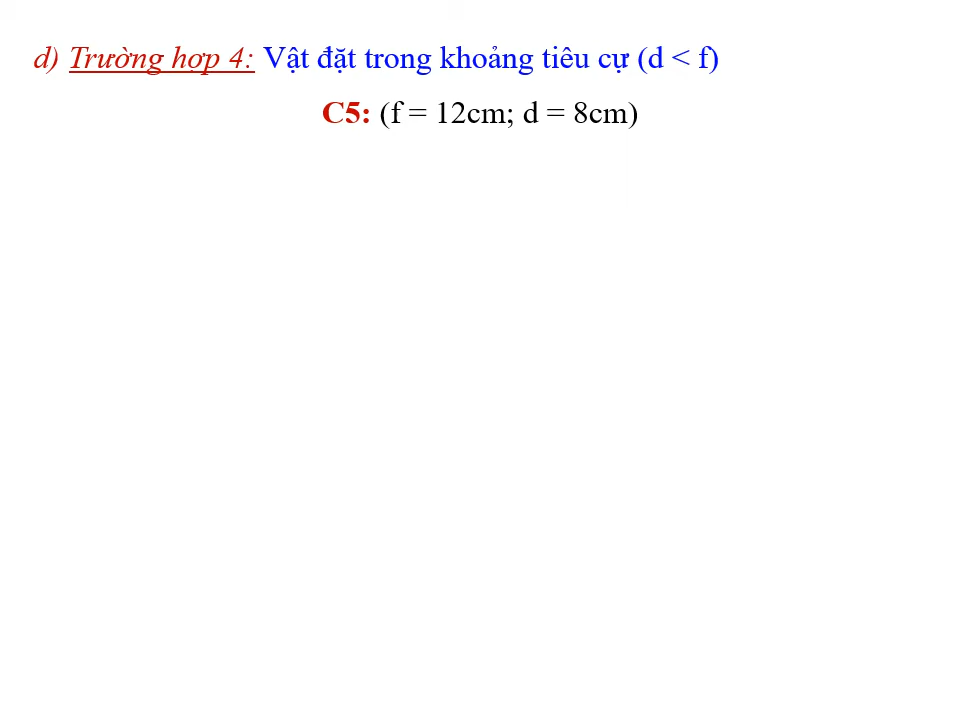 d) Trường hợp 4: Vật đặt trong khoảng tiêu cự (d < f)
C5: (f = 12cm; d = 8cm)